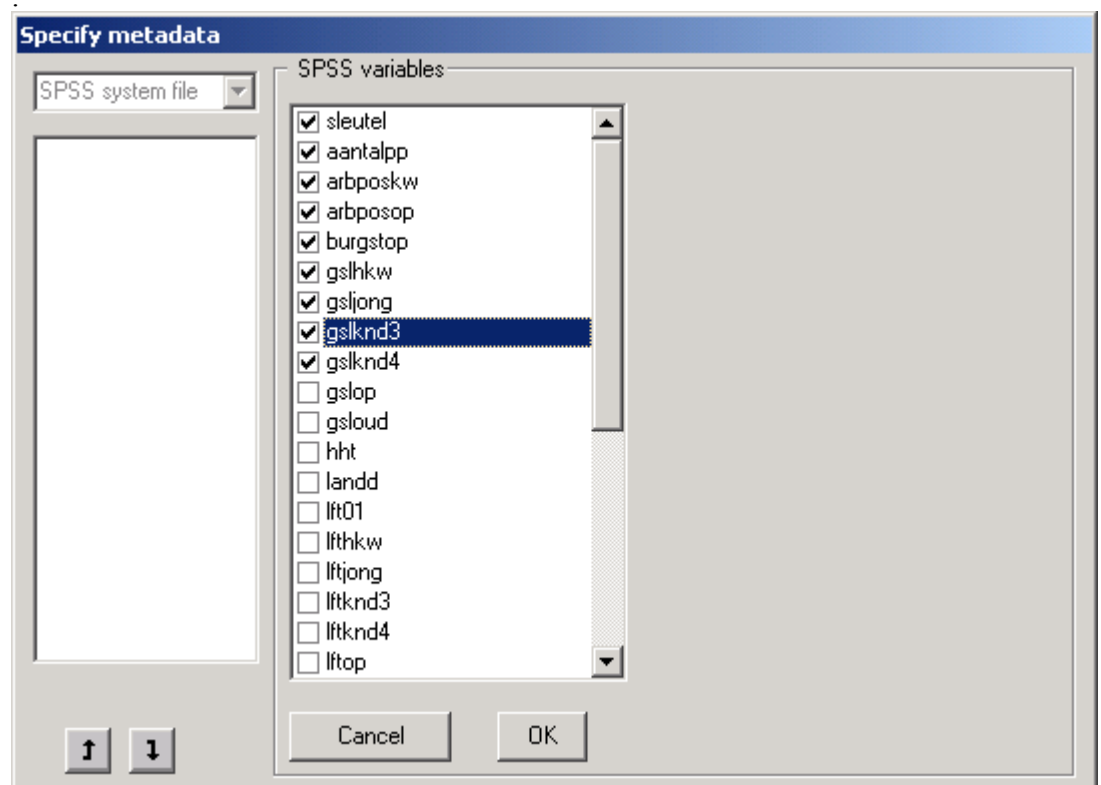 Specify metadata
SPSS system file
SPSS variables
sleutel
aantalpp
arbposkw
arbposop
burgstop
gslhkw
gsljong
gslknd3
gslknd4
gslop
gsloud
hht
landd
lft01
lfthkw
lftjong
lftknd3
lftknd4
lftop
Cancel
OK